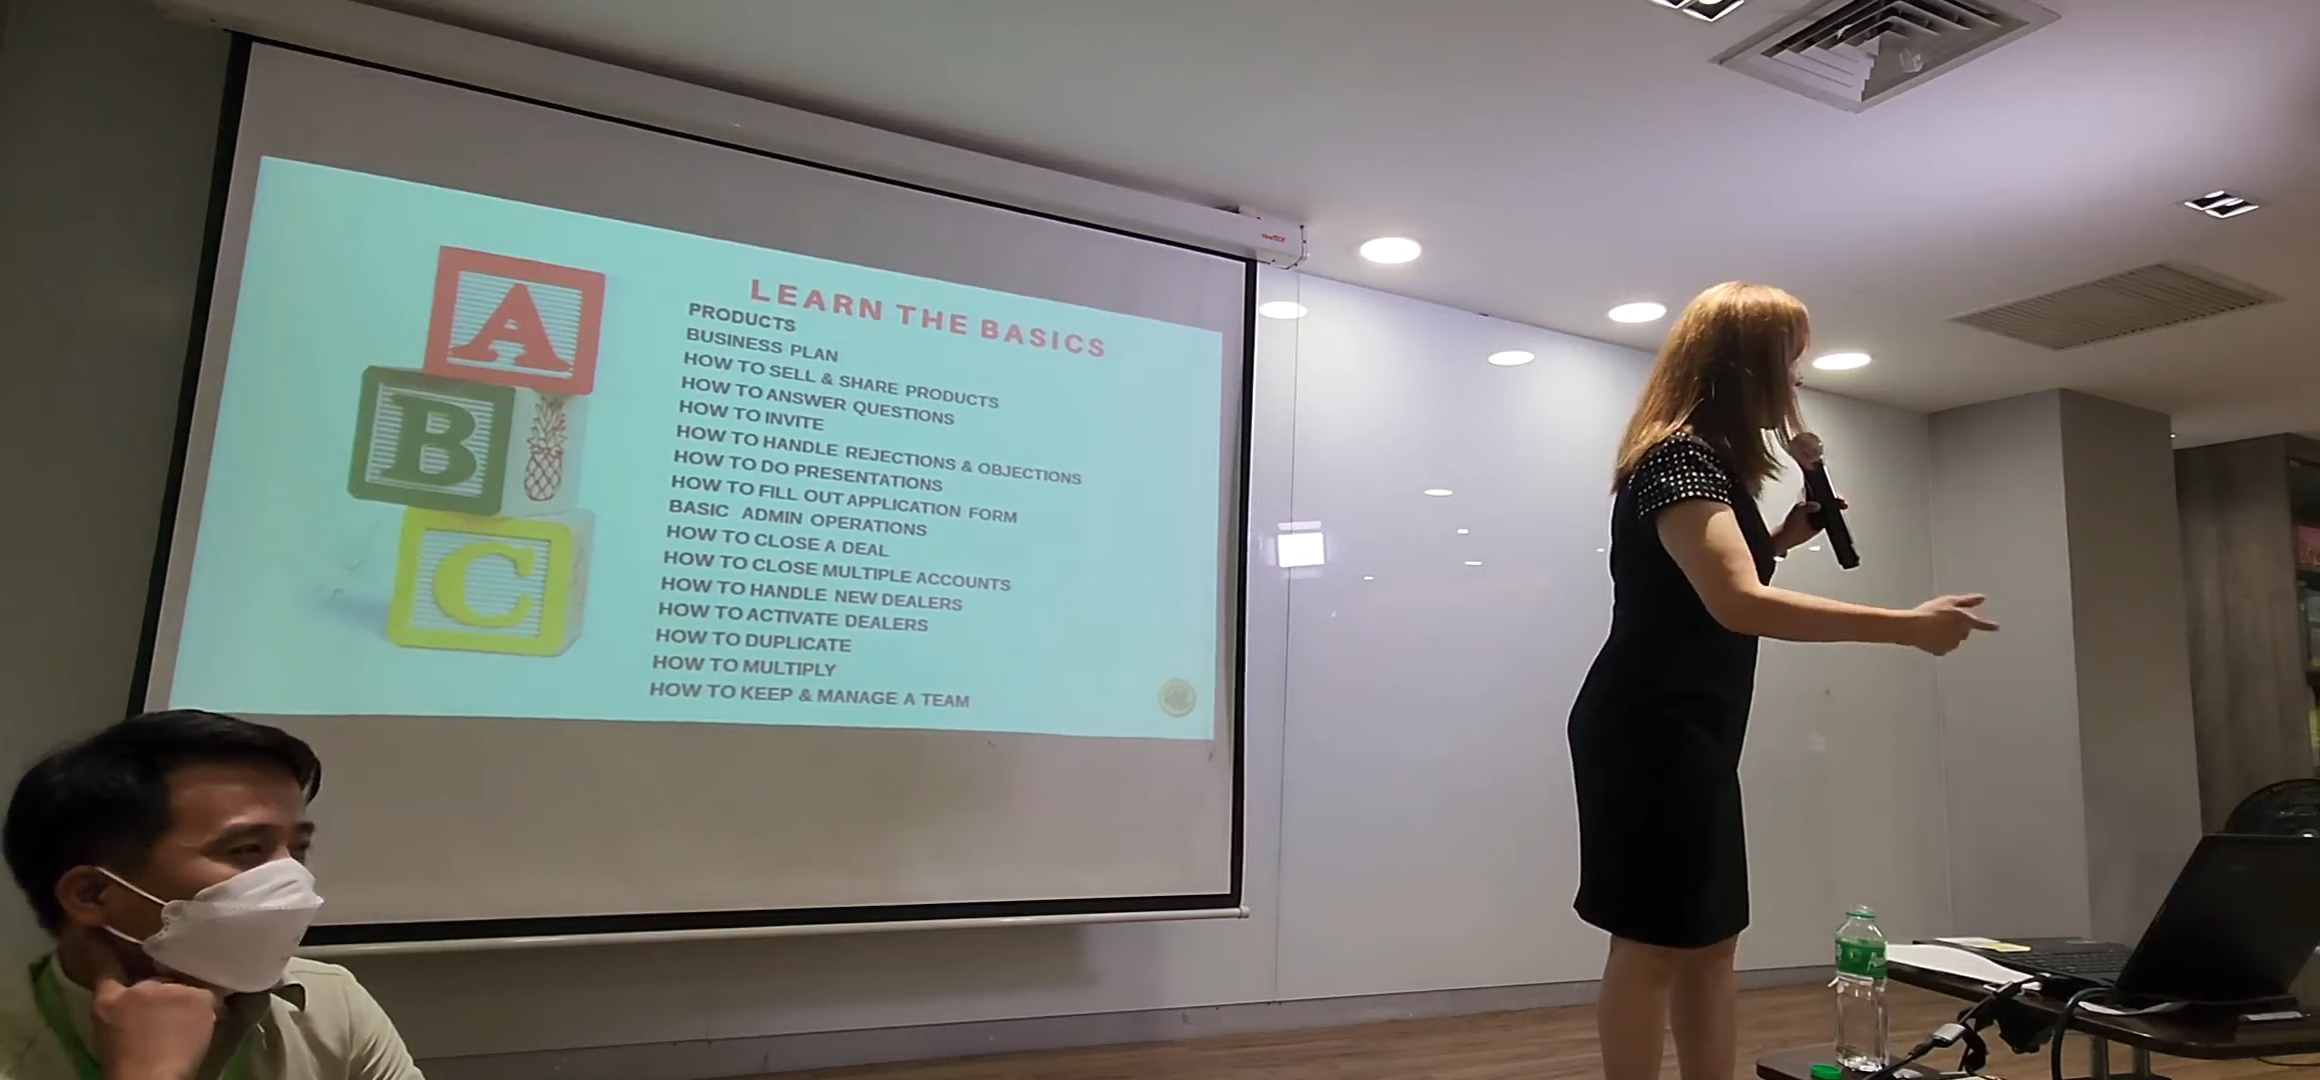 A
B
C
LEARN THE BASICS
PRODUCTS
BUSINESS PLAN
HOW TO SELL & SHARE PRODUCTS
HOW TO ANSWER QUESTIONS
HOW TO INVITE
HOW TO HANDLE REJECTIONS & OBJECTIONS
HOW TO DO PRESENTATIONS
HOW TO FILL OUT APPLICATION FORM
BASIC ADMIN OPERATIONS
HOW TO CLOSE A DEAL
HOW TO CLOSE MULTIPLE ACCOUNTS
HOW TO HANDLE NEW DEALERS
HOW TO ACTIVATE DEALERS
HOW TO DUPLICATE
HOW TO MULTIPLY
HOW TO KEEP & MANAGE A TEAM